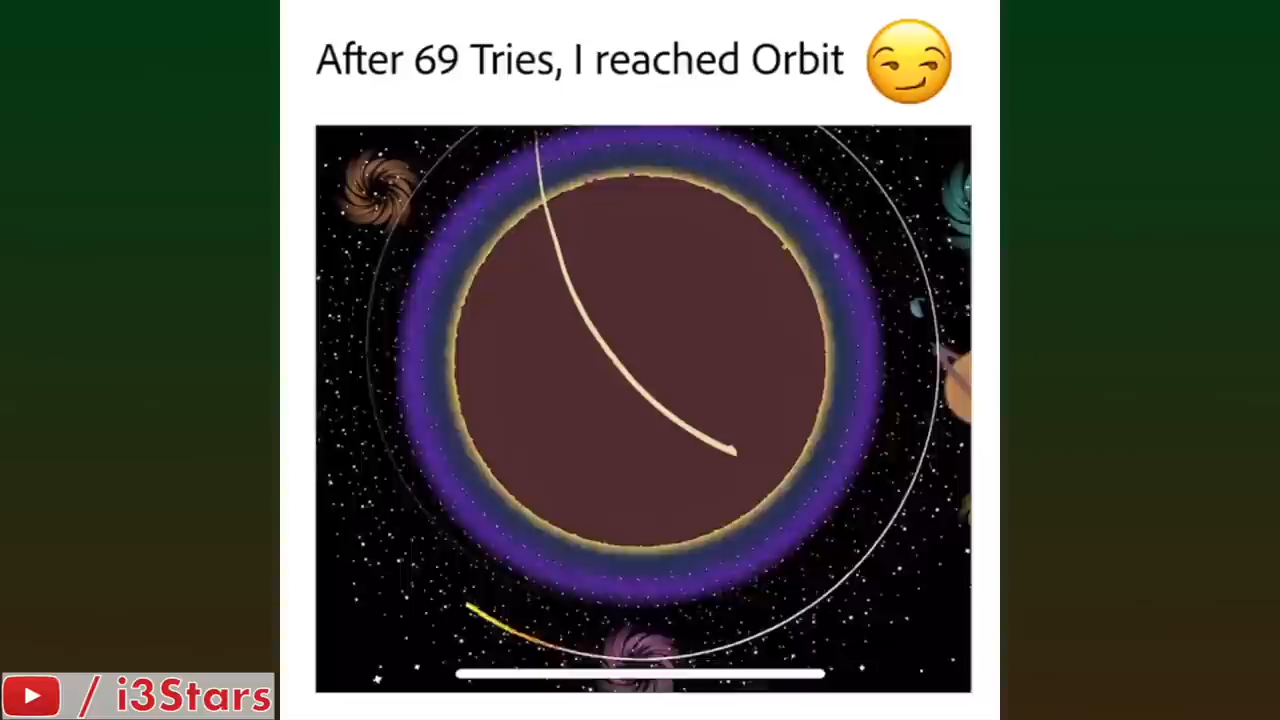 After 69 Tries, I reached Orbit 😏
/ i3Stars